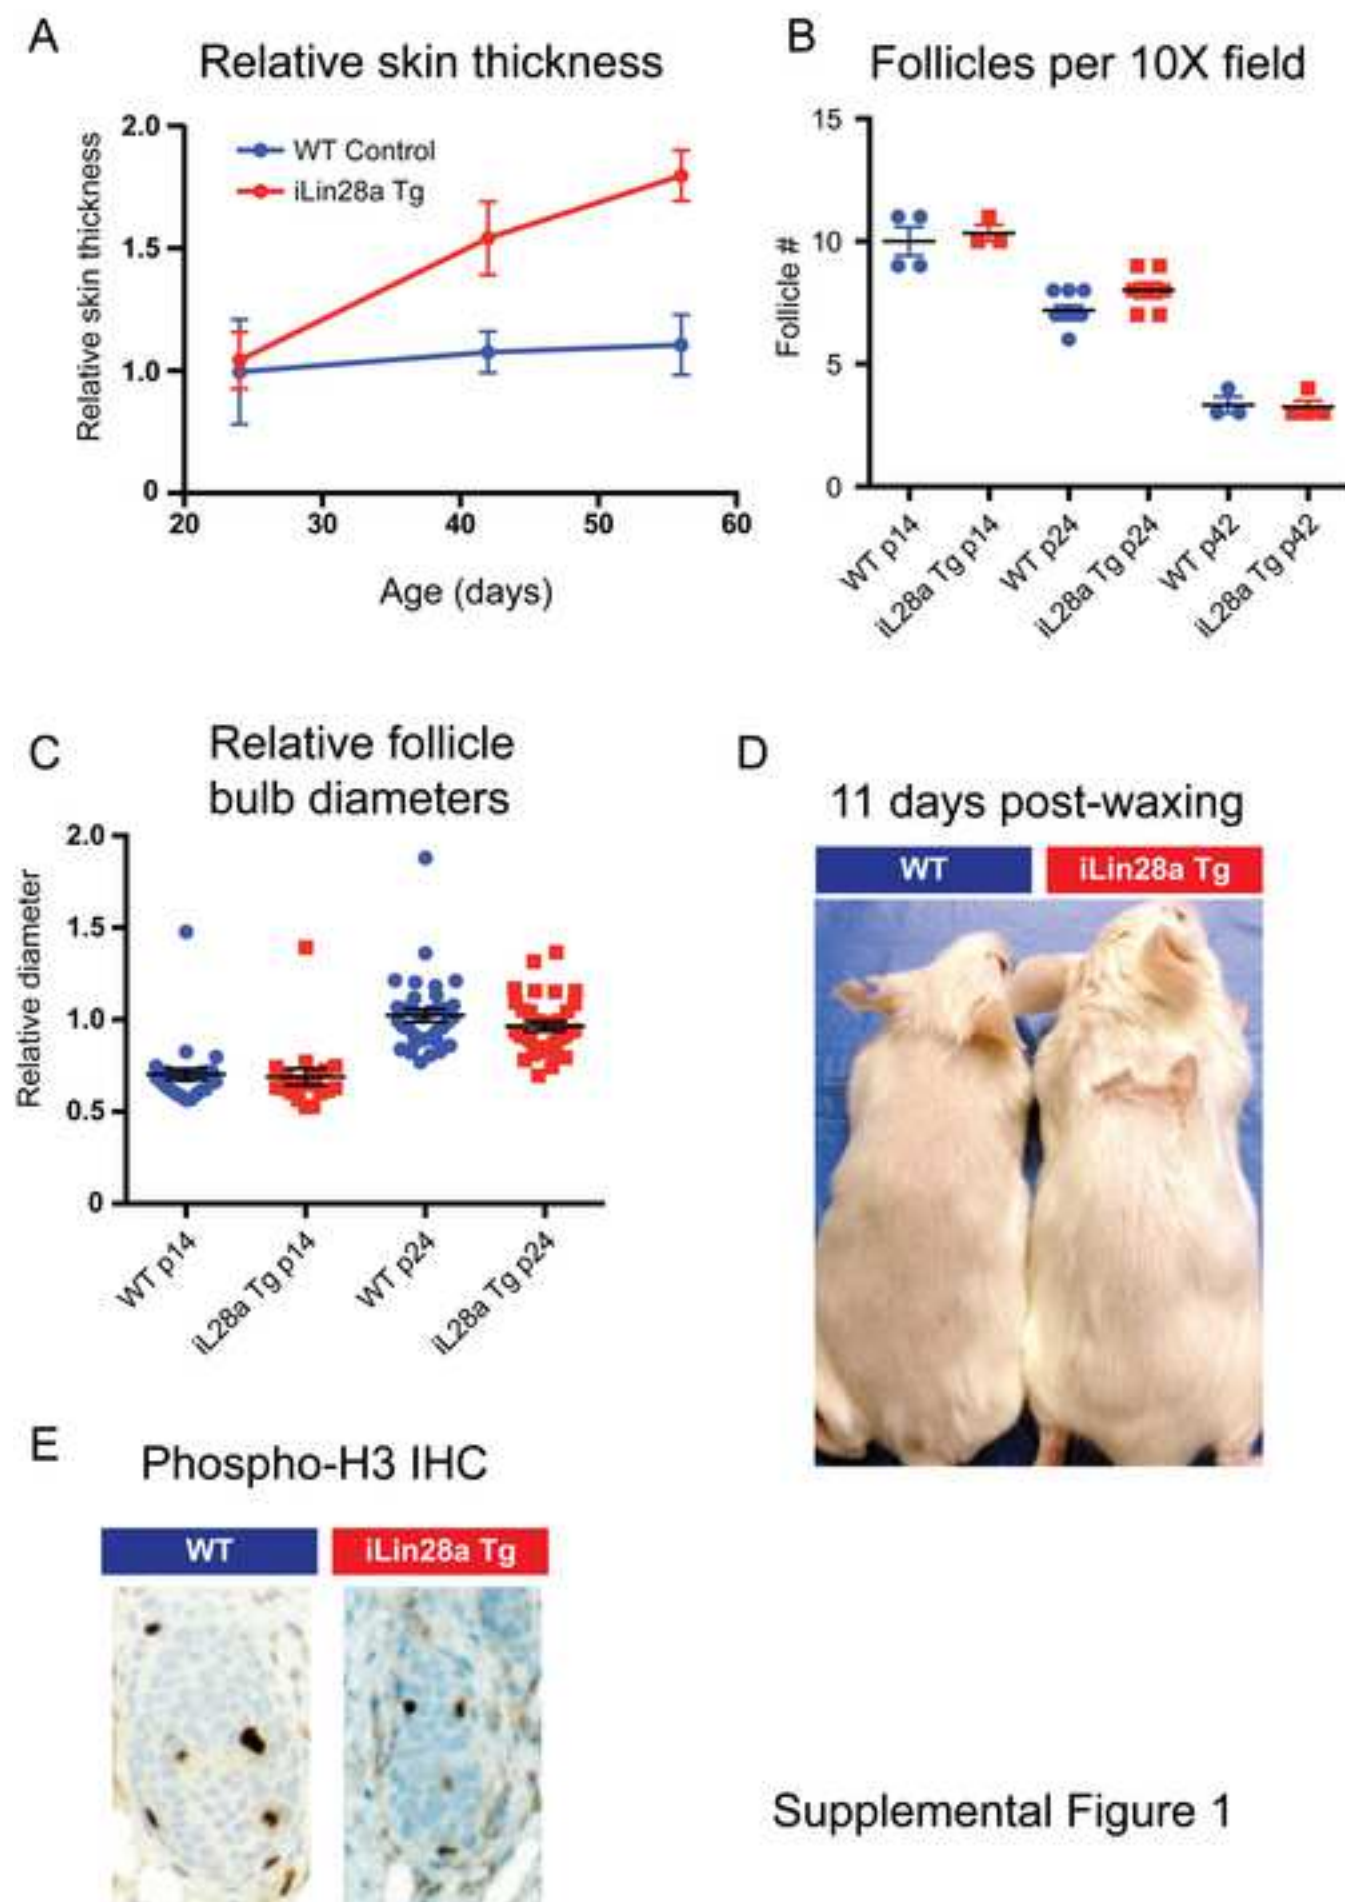 A
Relative skin thickness
Relative skin thickness
2.0
1.5
1.0
0
WT Control
iLin28a Tg
20 30 40 50 60
Age (days)
B
Follicles per 10X field
Follicle #
15
10
5
0
WT p14
iL28a Tg p14
WT p24
iL28a Tg p24
WT p42
iL28a Tg p42
C
Relative follicle
bulb diameters
Relative diameter
2.0
1.5
1.0
0.5
0
WT p14
iL28a Tg p14
WT p24
iL28a Tg p24
D
11 days post-waxing
WT
iLin28a Tg
E
Phospho-H3 IHC
WT
iLin28a Tg
Supplemental Figure 1